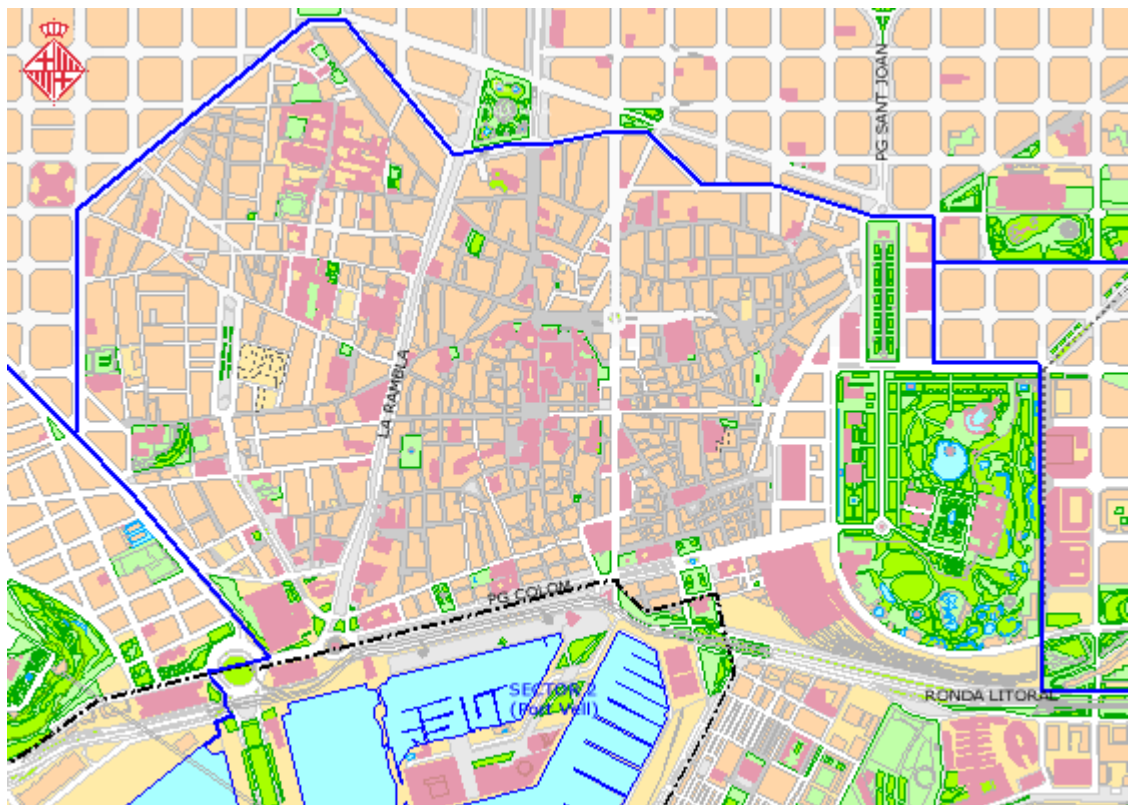 PG SANT JOAN
LA RAMBLA
PG COLOM
SECTOR 2
(Port Vell)
RONDA LITORAL